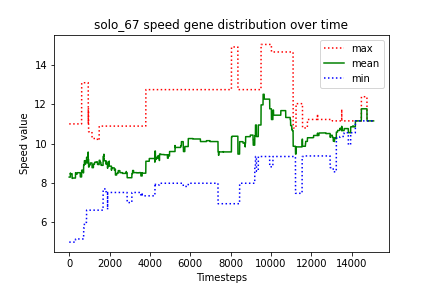 solo_67 speed gene distribution over time
max
mean
min
14
12
10
8
6
Speed value
0
2000
4000
6000
8000
10000
12000
14000
Timesteps